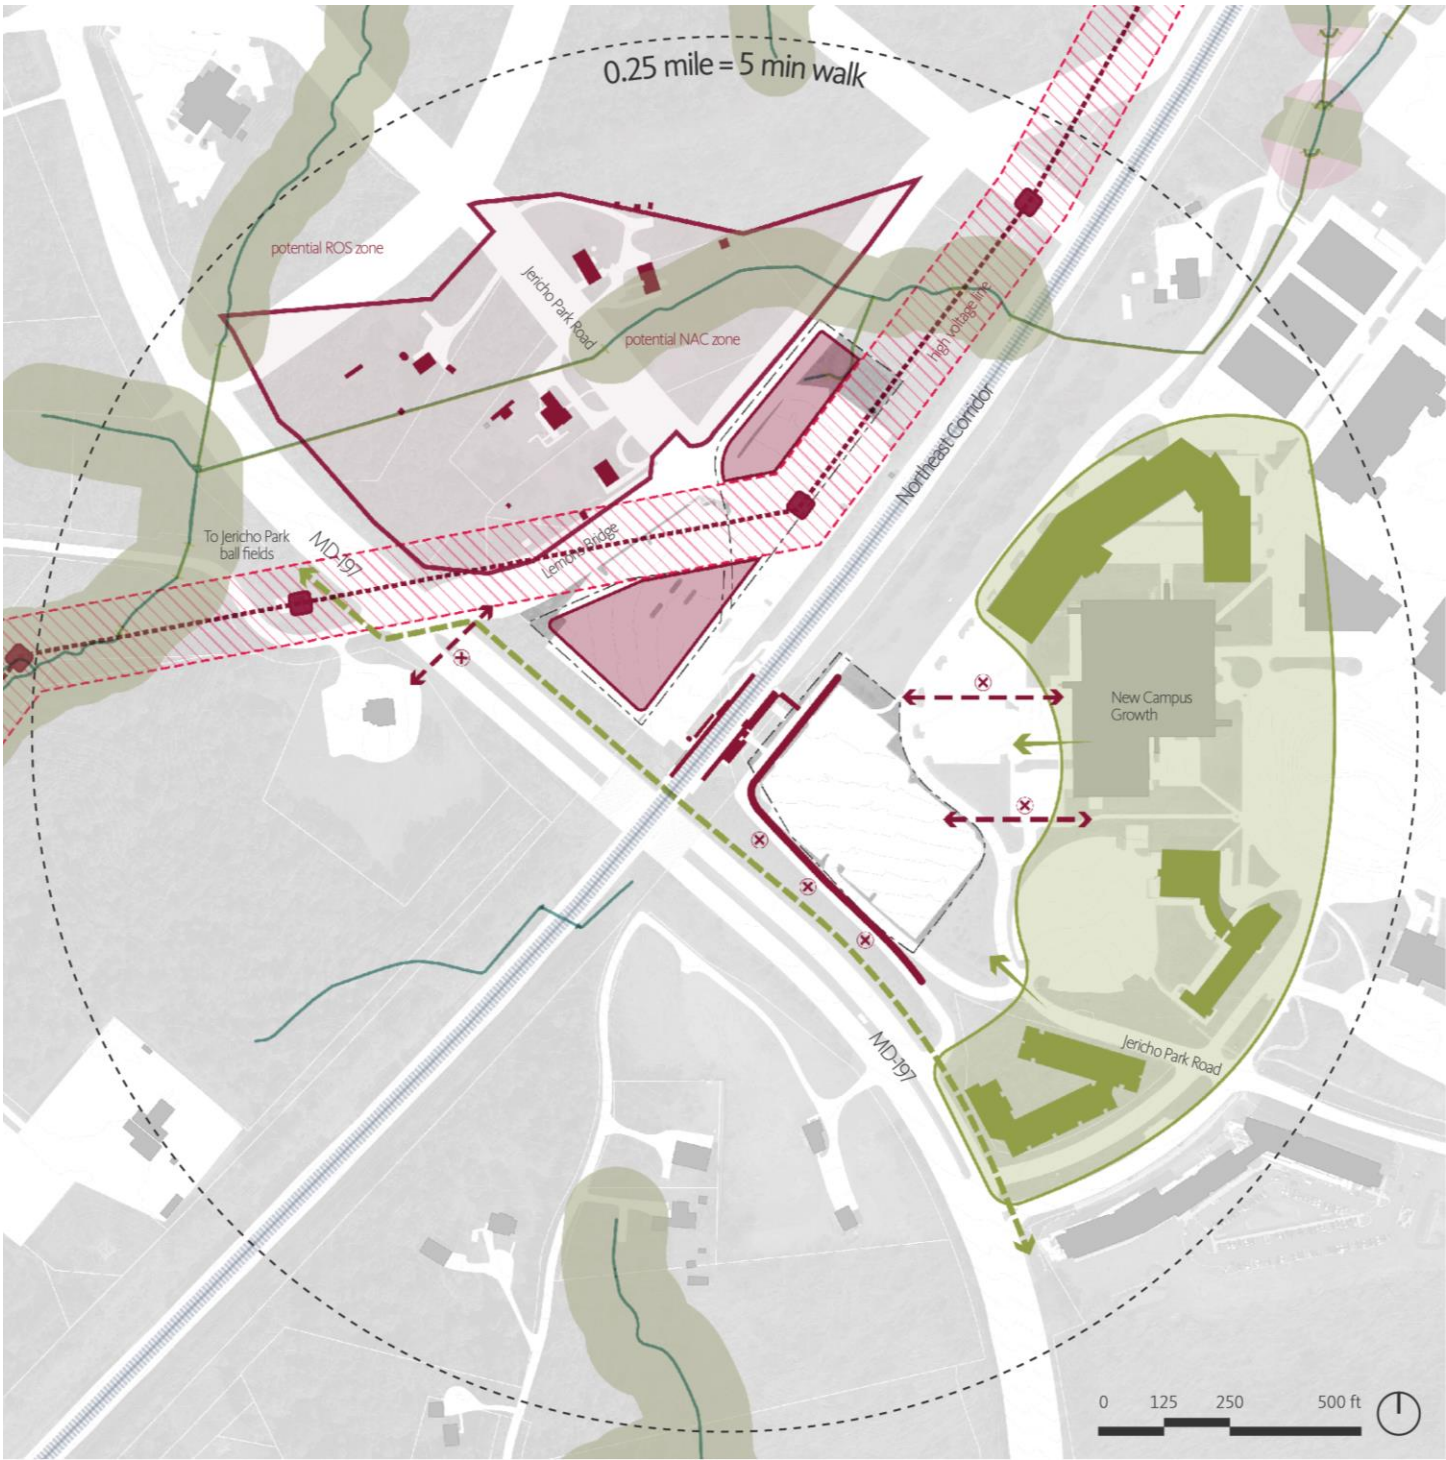 0.25 mile = 5 min walk
potential ROS zone
Jericho Park Road
potential NAC zone
high voltage line
Northeast Corridor
To Jericho Park
ball fields
MD-197
Lemons Bridge
New Campus
Growth
MD-197
Jericho Park Road
0 125 250 500 ft